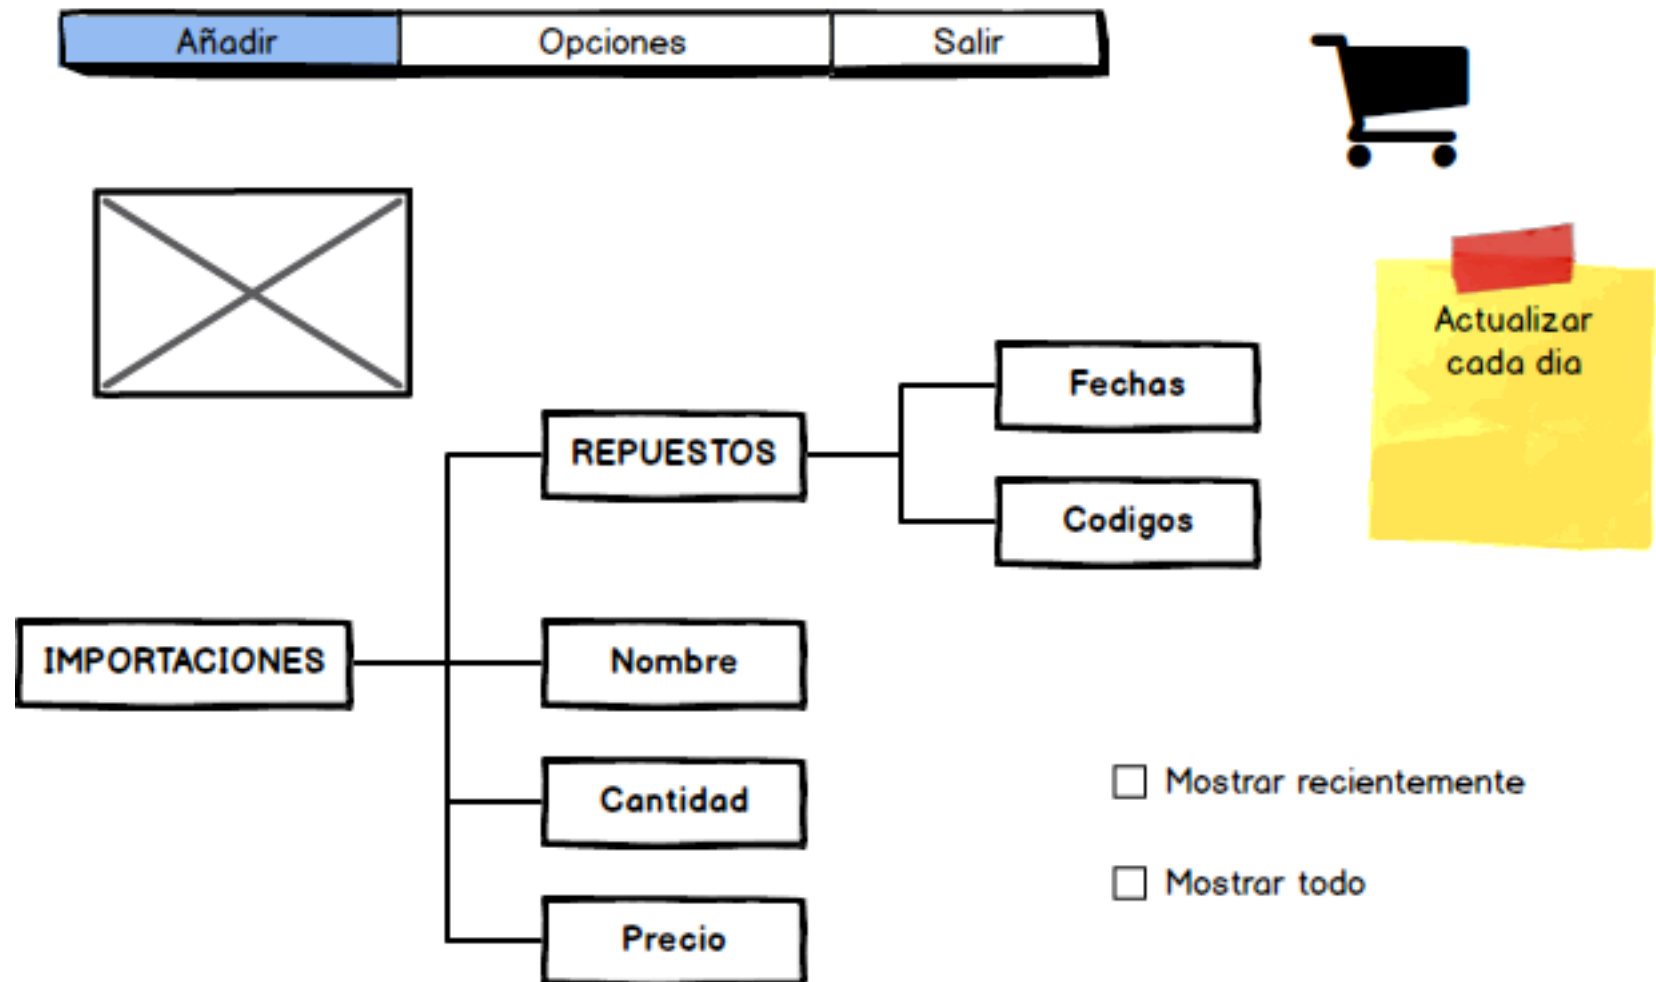 Añadir Opciones Salir
Actualizar
cada dia
Fechas
REPUESTOS
Codigos
IMPORTACIONES
Nombre
Cantidad
Precio
Mostrar recientemente
Mostrar todo